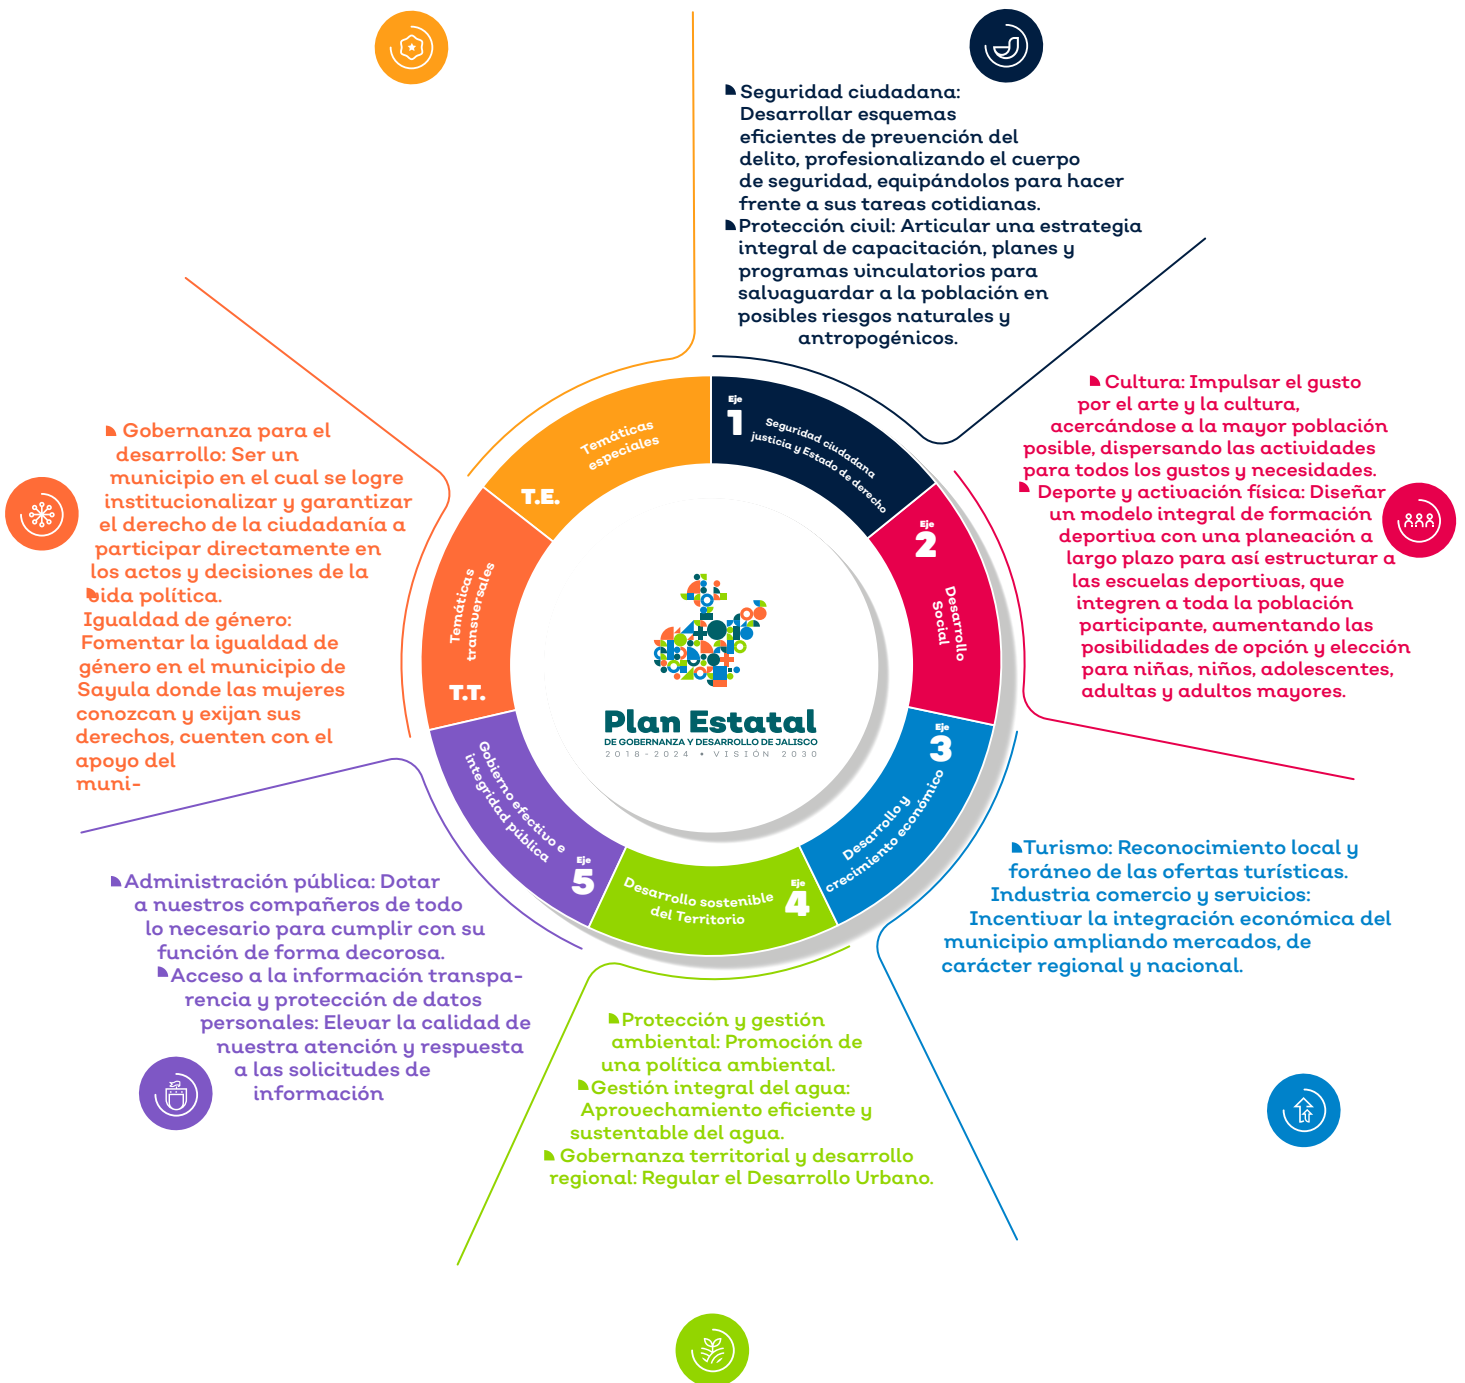 Seguridad ciudadana:
Desarrollar esquemas
eficientes de prevención del
delito, profesionalizando el cuerpo
de seguridad, equipándolos para hacer
frente a sus tareas cotidianas.
Protección civil: Articular una estrategia
integral de capacitación, planes y
programas vinculatorios para
salvaguardar a la población en
posibles riesgos naturales y
antropogénicos.
Cultura: Impulsar el gusto
por el arte y la cultura,
acercándose a la mayor población
posible, dispersando las actividades
para todos los gustos y necesidades.
Deporte y activación física: Diseñar
un modelo integral de formación
deportiva con una planeación a
largo plazo para así estructurar a
las escuelas deportivas, que
integren a toda la población
participante, aumentando las
posibilidades de opción y elección
para niñas, niños, adolescentes,
adultas y adultos mayores.
Turismo: Reconocimiento local y
foráneo de las ofertas turísticas.
Industria comercio y servicios:
Incentivar la integración económica del
municipio ampliando mercados, de
carácter regional y nacional.
Protección y gestión
ambiental: Promoción de
una política ambiental.
Gestión integral del agua:
Aprovechamiento eficiente y
sustentable del agua.
Gobernanza territorial y desarrollo
regional: Regular el Desarrollo Urbano.
Administración pública: Dotar
a nuestros compañeros de todo
lo necesario para cumplir con su
función de forma decorosa.
Acceso a la información transpa-
rencia y protección de datos
personales: Elevar la calidad de
nuestra atención y respuesta
a las solicitudes de
información
Gobernanza para el
desarrollo: Ser un
municipio en el cual se logre
institucionalizar y garantizar
el derecho de la ciudadanía a
participar directamente en
los actos y decisiones de la
vida política.
Igualdad de género:
Fomentar la igualdad de
género en el municipio de
Sayula donde las mujeres
conozcan y exijan sus
derechos, cuenten con el
apoyo del
muni-
Eje
1
Seguridad ciudadana
justicia y Estado de derecho
Eje
2
Desarrollo
Social
Eje
3
Desarrollo y
crecimiento económico
Eje
4
Desarrollo sostenible
del Territorio
Eje
5
Gobierno efectivo e
integridad pública
T.T.
Temáticas
transversales
T.E.
Temáticas
especiales
Plan Estatal
DE GOBERNANZA Y DESARROLLO DE JALISCO
2018-2024 • VISIÓN 2030